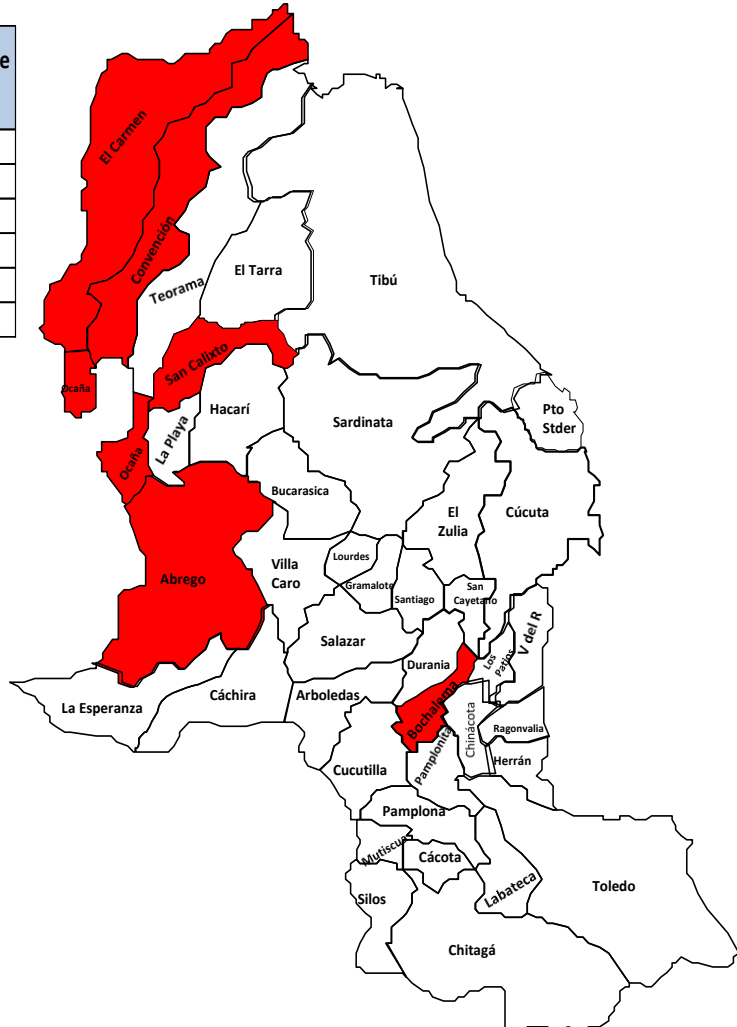 e
El Carmen
Convención
Teorama
El Tarra
Tibú
San Calixto
Ocaña
Hacarí
La Playa
Sardinata
Pto
Stder
Ocaña
Bucarasica
El
Zulia
Cúcuta
Abrego
Villa
Caro
Lourdes
Gramalote
Santiago
San
Cayetano
Salazar
Durania
Los
Patios
V del R
La Esperanza
Cáchira
Arboledas
Bochalema
Chinácota
Ragonvalia
Herrán
Cucutilla
Pamplonita
Pamplona
Mutiscua
Cácota
Silos
Labateca
Toledo
Chitagá